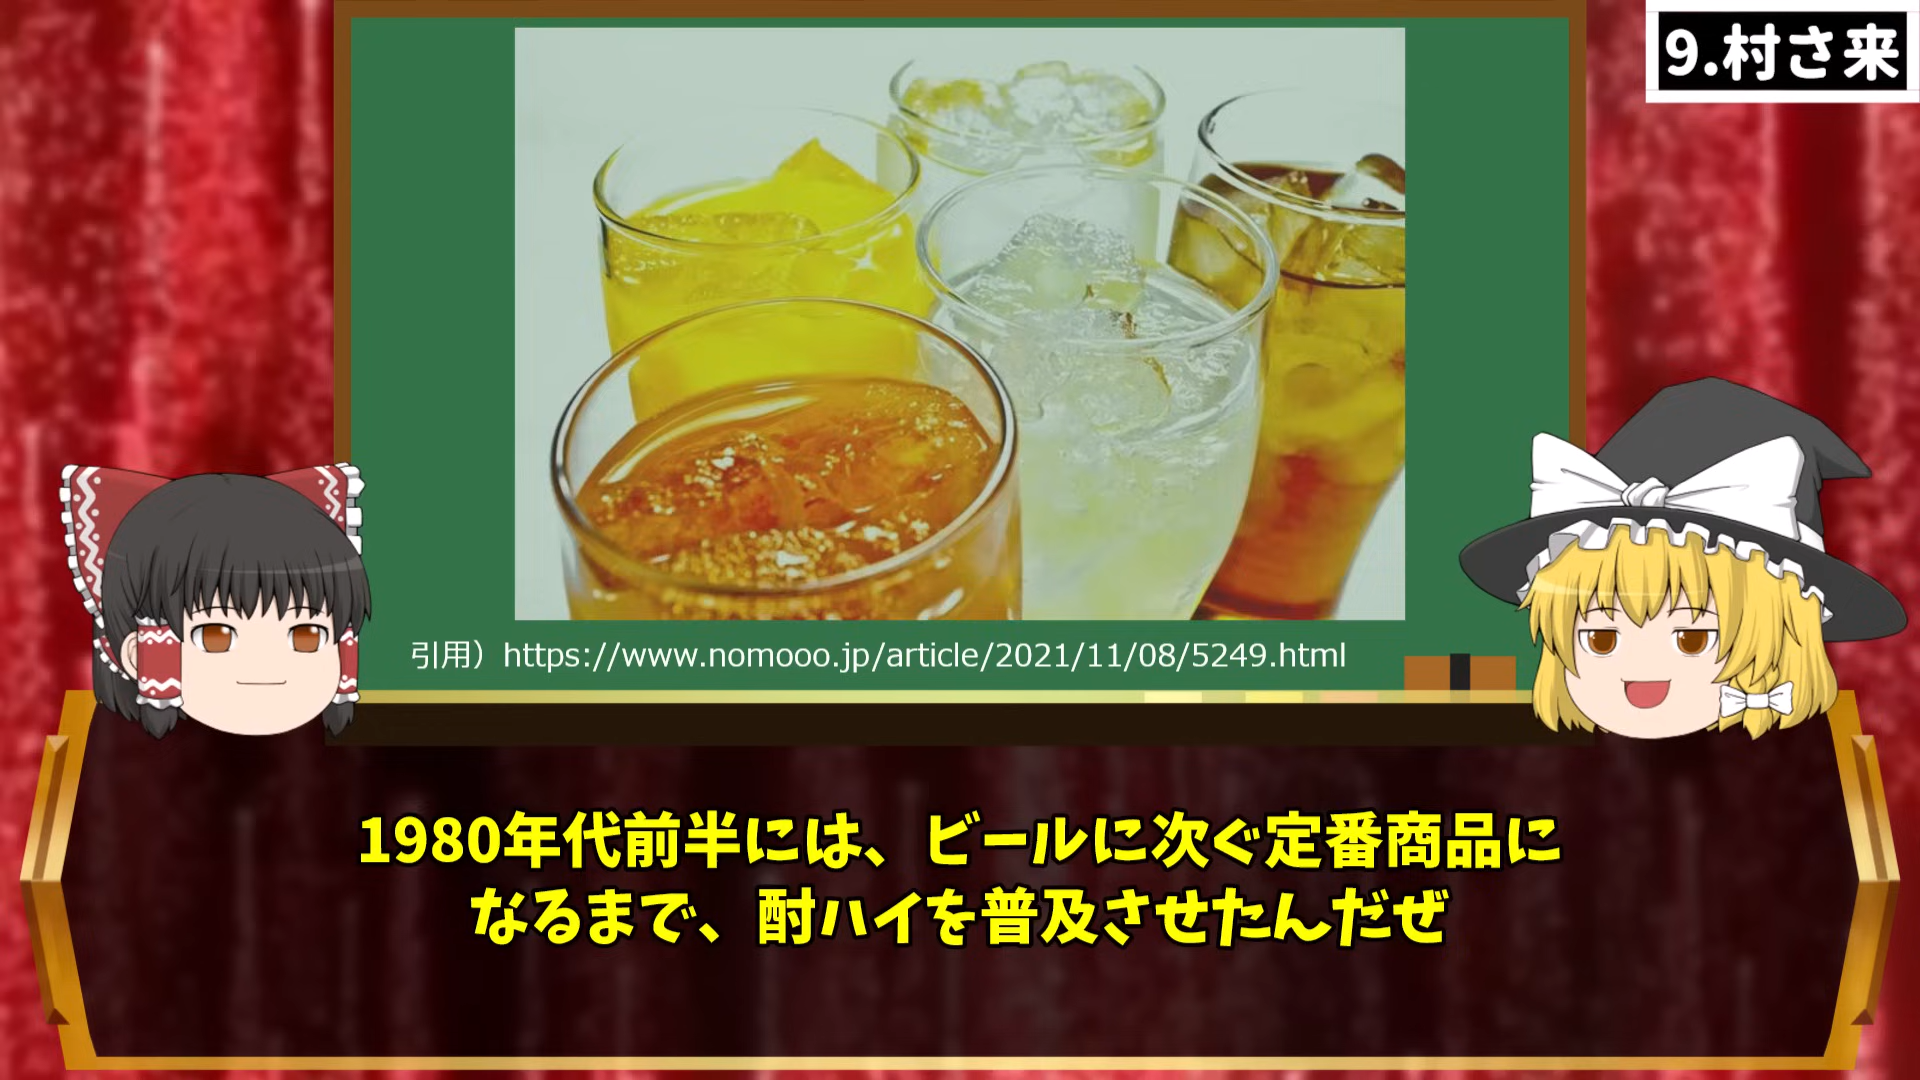 9.村さ来
引用）https://www.nomooo.jp/article/2021/11/08/5249.html
1980年代前半には、ビールに次ぐ定番商品に
なるまで、酎ハイを普及させたんだぜ